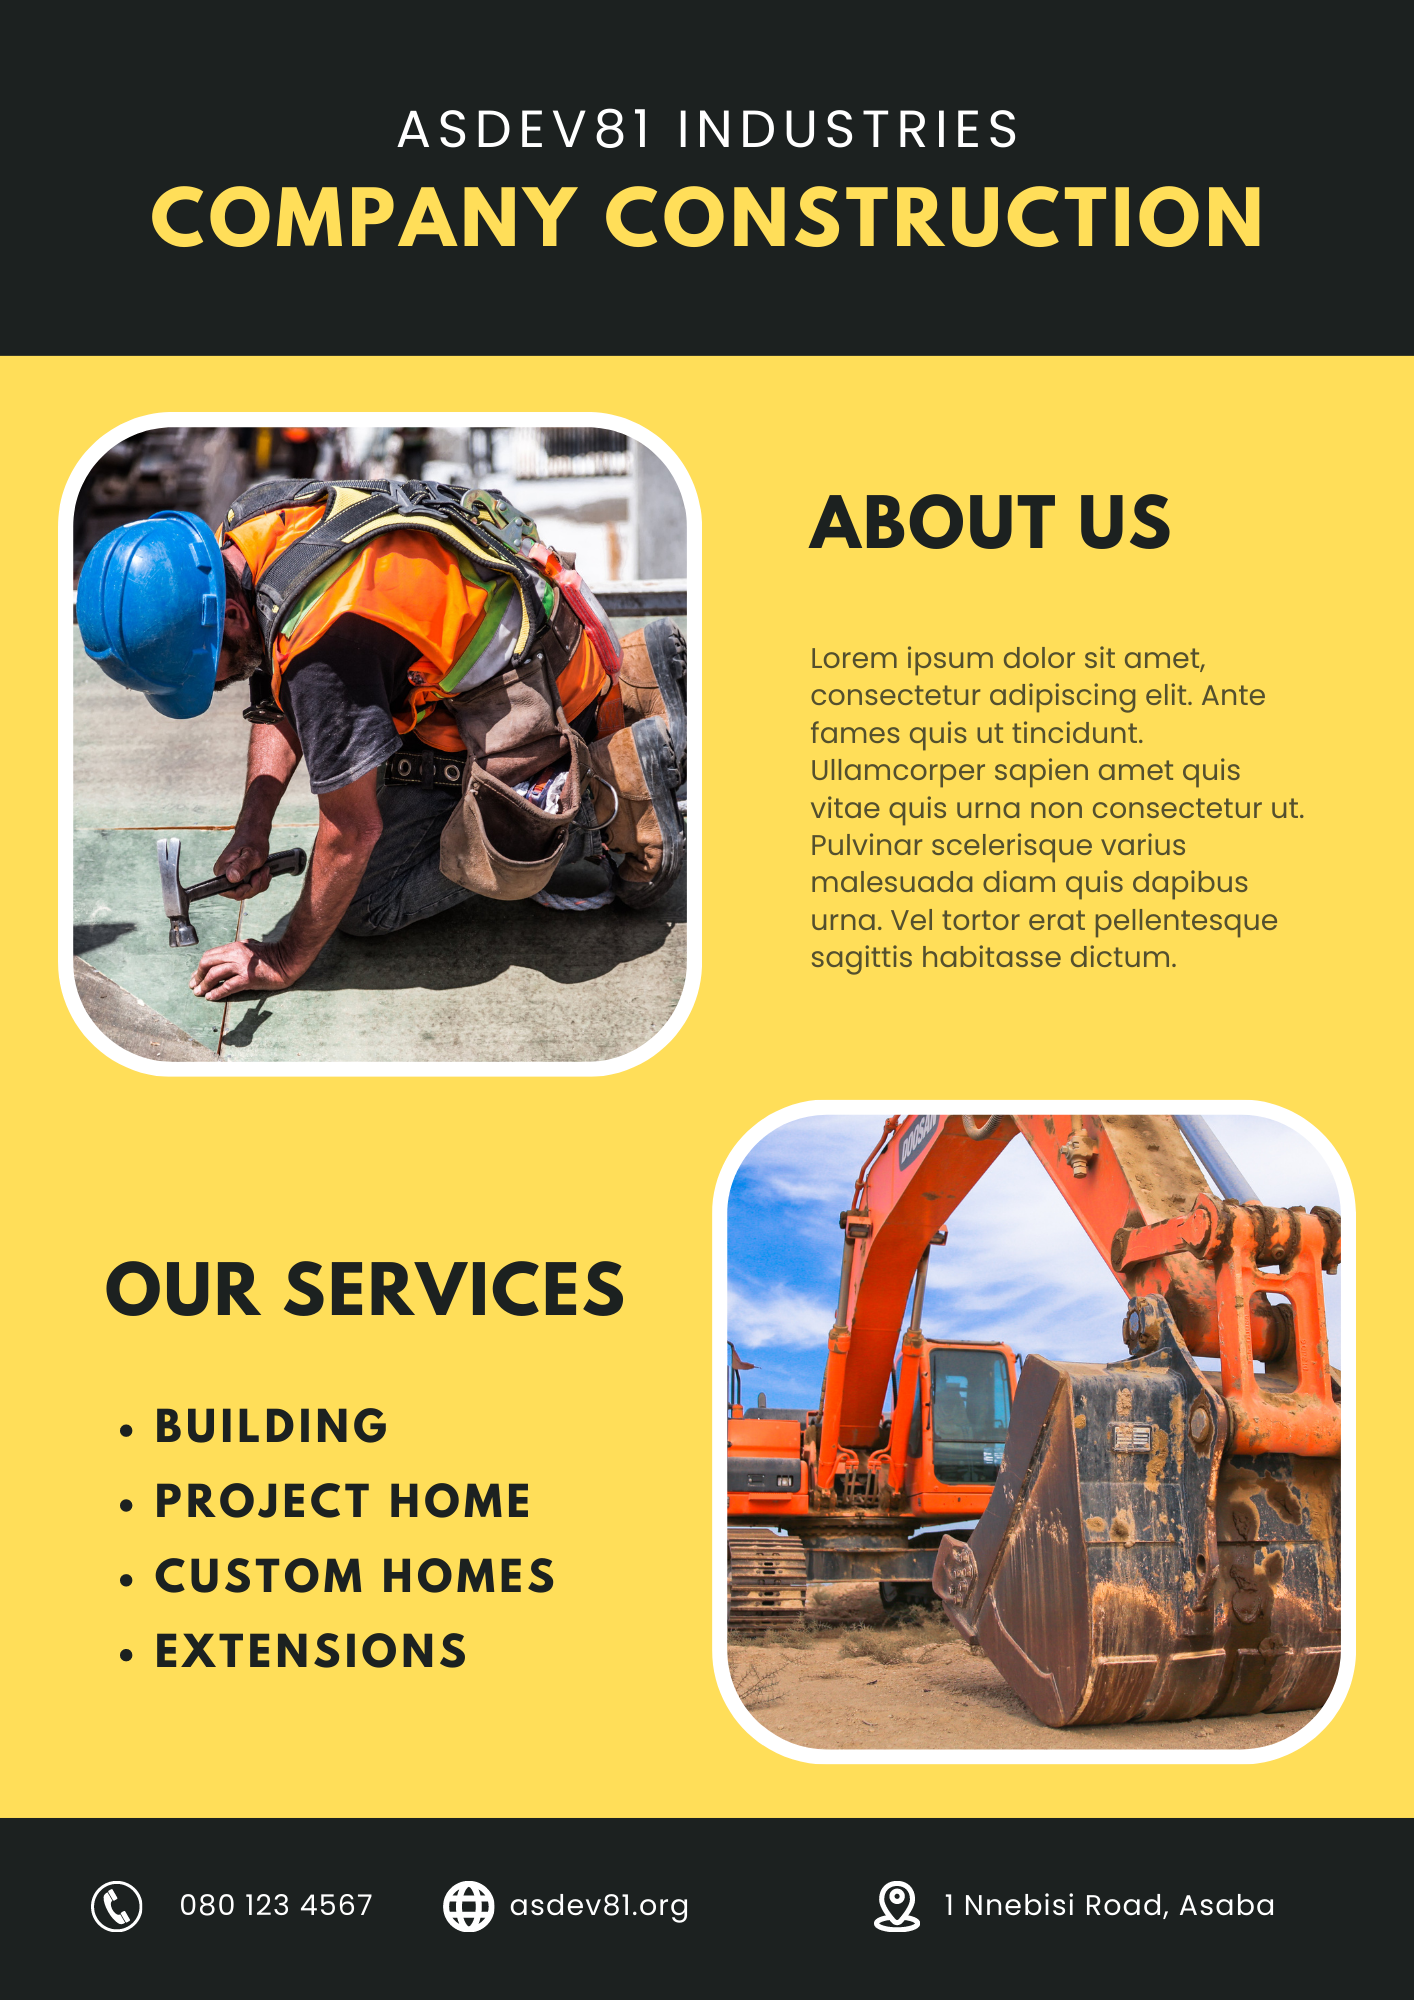 ASDEV81 INDUSTRIES
COMPANY CONSTRUCTION
ABOUT US
Lorem ipsum dolor sit amet,
consectetur adipiscing elit. Ante
fames quis ut tincidunt.
Ullamcorper sapien amet quis
vitae quis urna non consectetur ut.
Pulvinar scelerisque varius
malesuada diam quis dapibus
urna. Vel tortor erat pellentesque
sagittis habitasse dictum.
DOOSAN
OUR SERVICES
• BUILDING
• PROJECT HOME
• CUSTOM HOMES
• EXTENSIONS
080 123 4567
asdev81.org
1 Nnebisi Road, Asaba